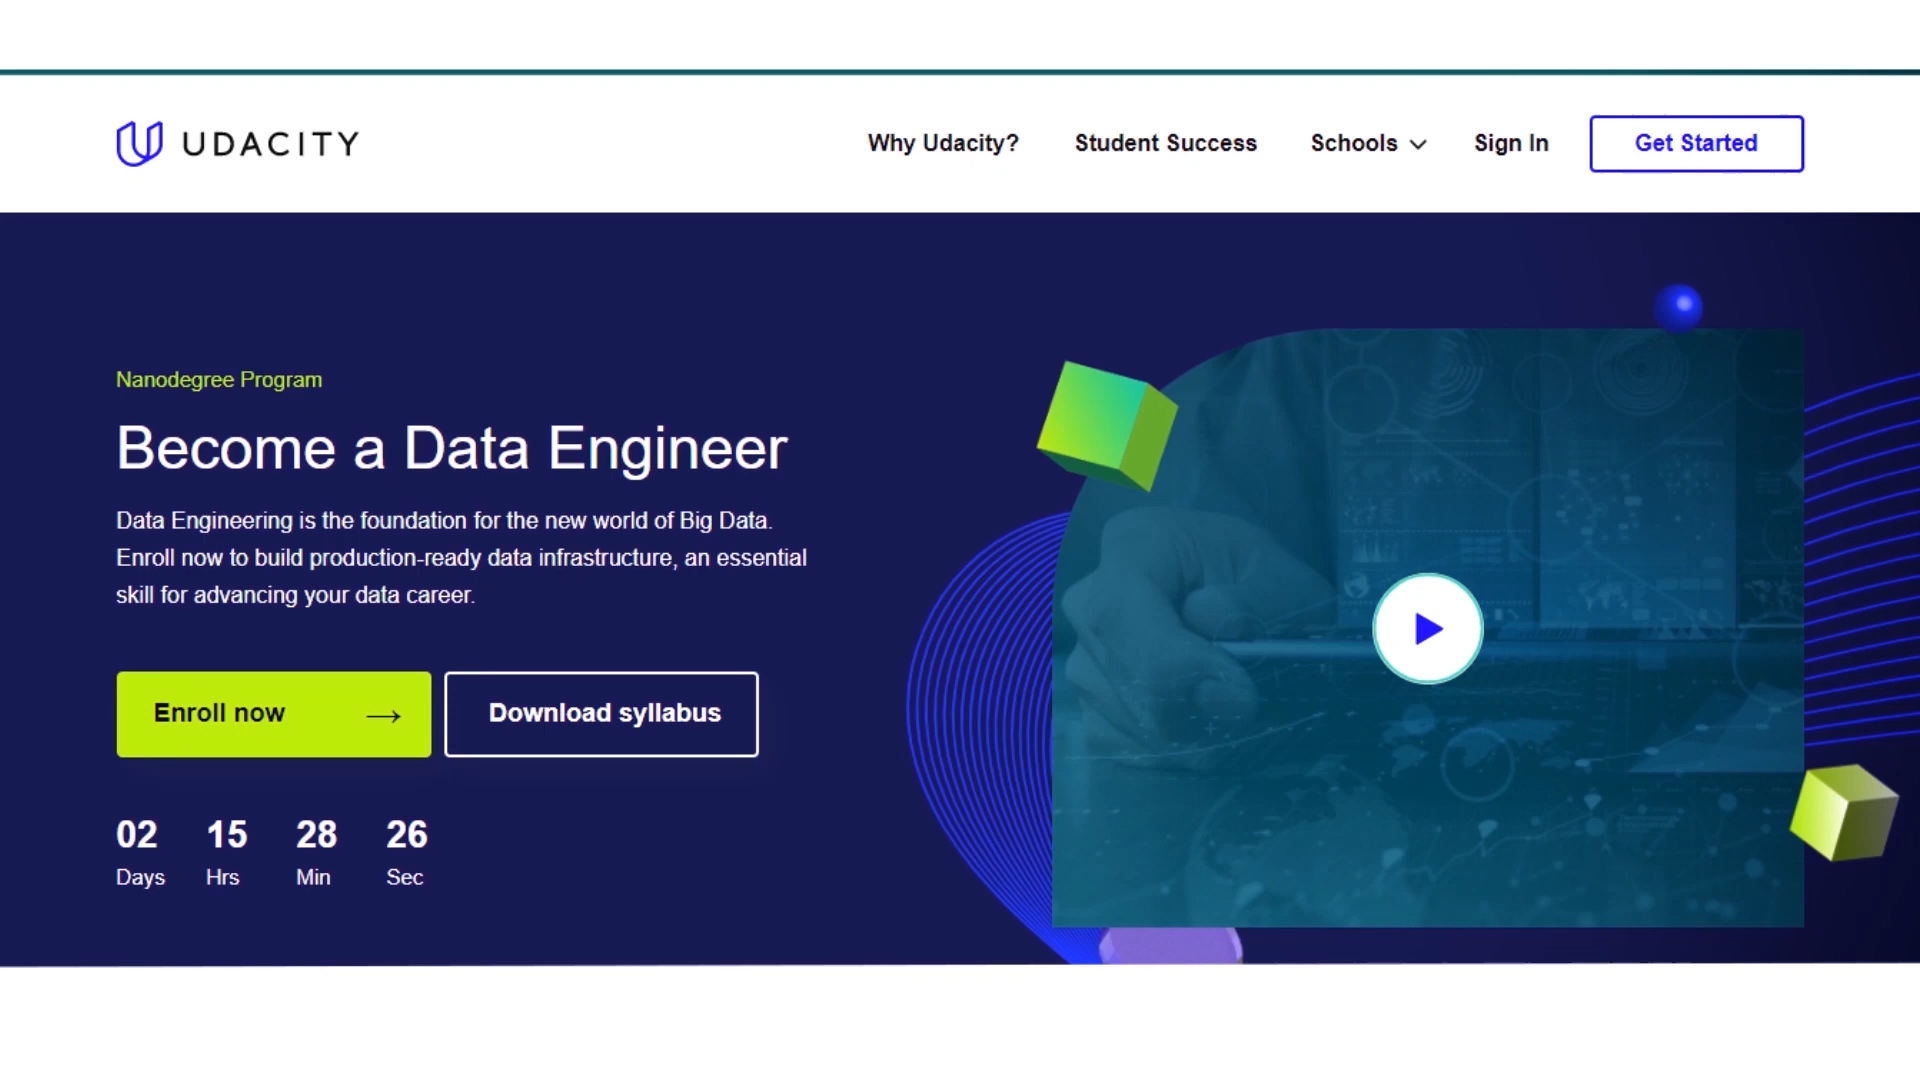 UDACITY
Why Udacity?
Student Success
Schools
Sign In
Get Started
Nanodegree Program
Become a Data Engineer
Data Engineering is the foundation for the new world of Big Data.
Enroll now to build production-ready data infrastructure, an essential
skill for advancing your data career.
Enroll now
Download syllabus
02 15 28 26
Days Hrs Min Sec